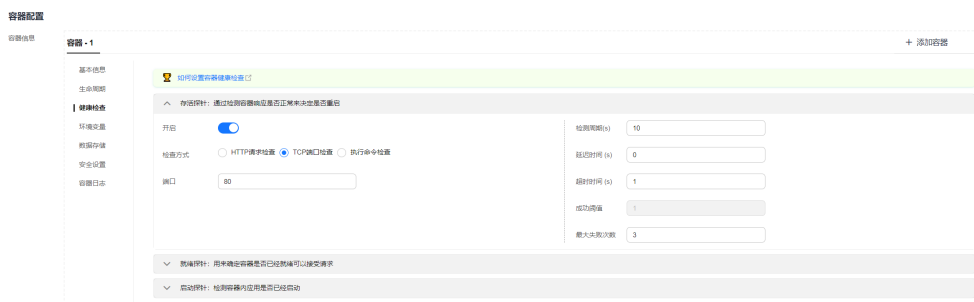 容器配置
容器信息
容器 - 1
+ 添加容器
基本信息
生命周期
健康检查
环境变量
数据存储
安全设置
容器日志
如何设置容器健康检查
存活探针：通过检测容器响应是否正常来决定是否重启
开启
检查方式
HTTP请求检查
TCP端口检查
执行命令检查
端口
80
检测周期(s)
10
延迟时间 (s)
0
超时时间 (s)
1
成功阈值
1
最大失败次数
3
就绪探针：用来确定容器是否已经就绪可以接受请求
启动探针：检测容器内应用是否已经启动